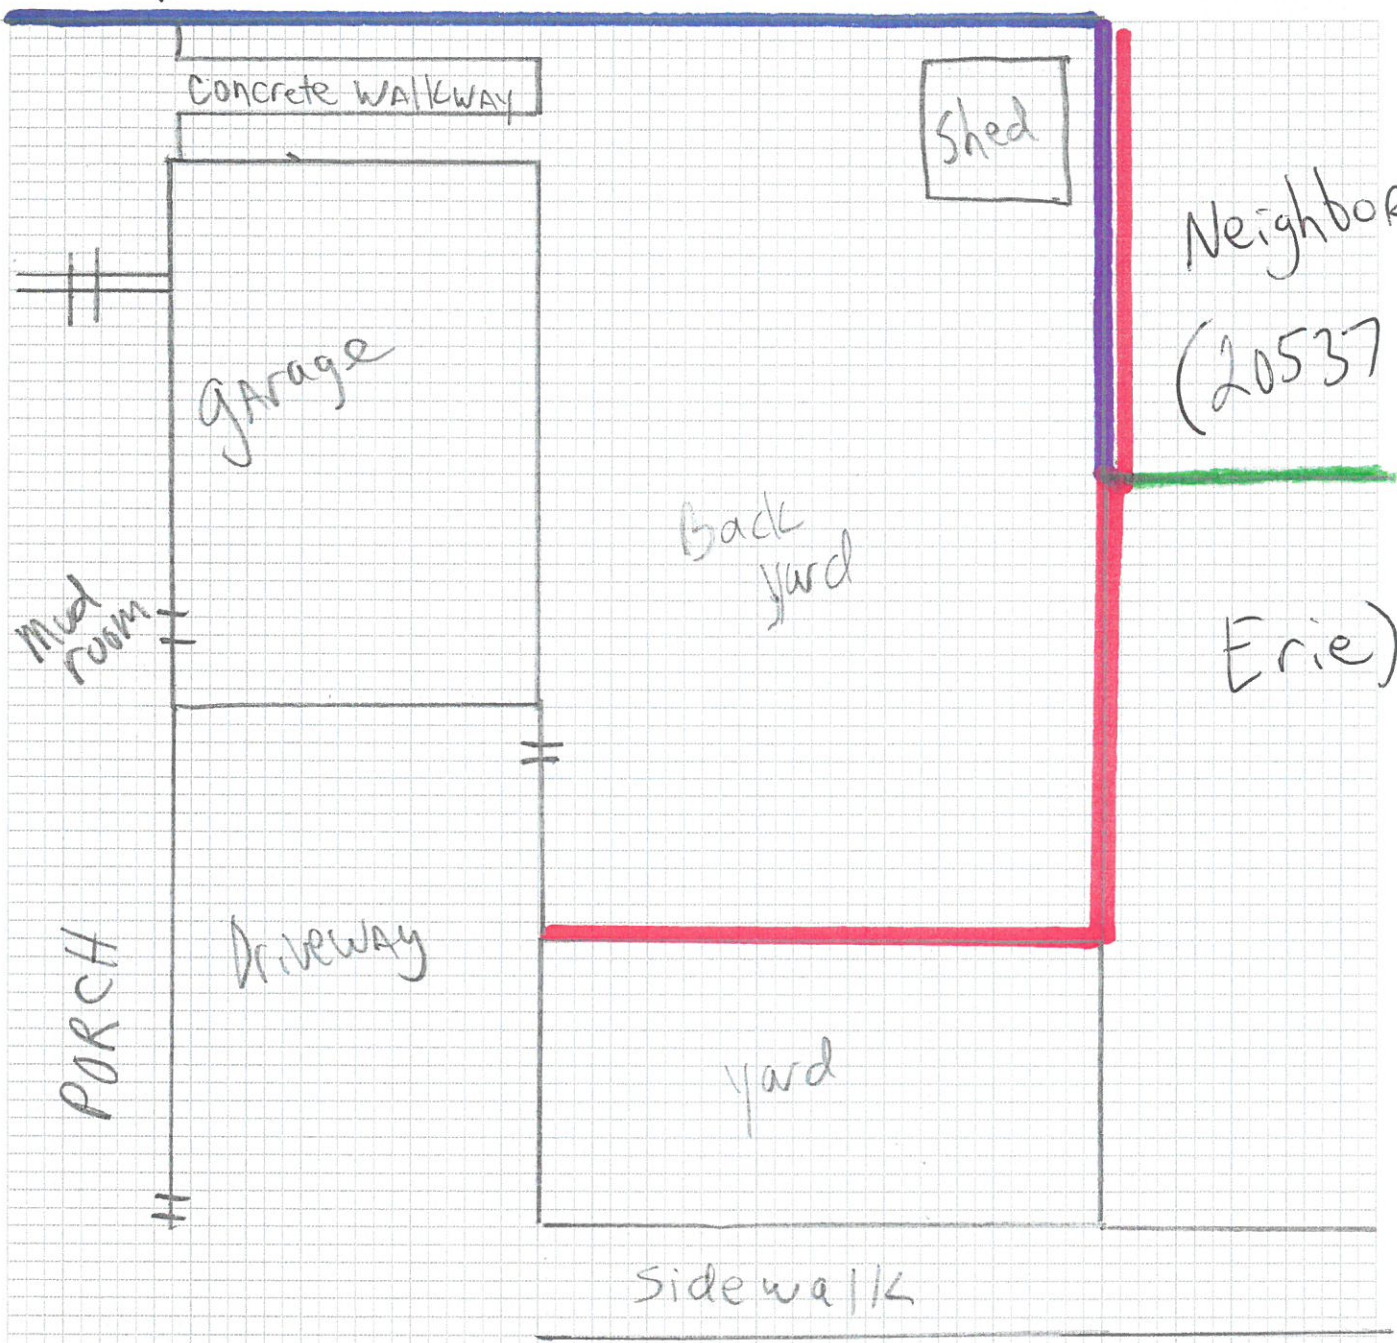 Concrete WAlkWAy
Shed
Neighbor
(20537
Erie)
gArage
Back
yard
Mud
room
DrivewAy
PORCH
yard
Sidewalk